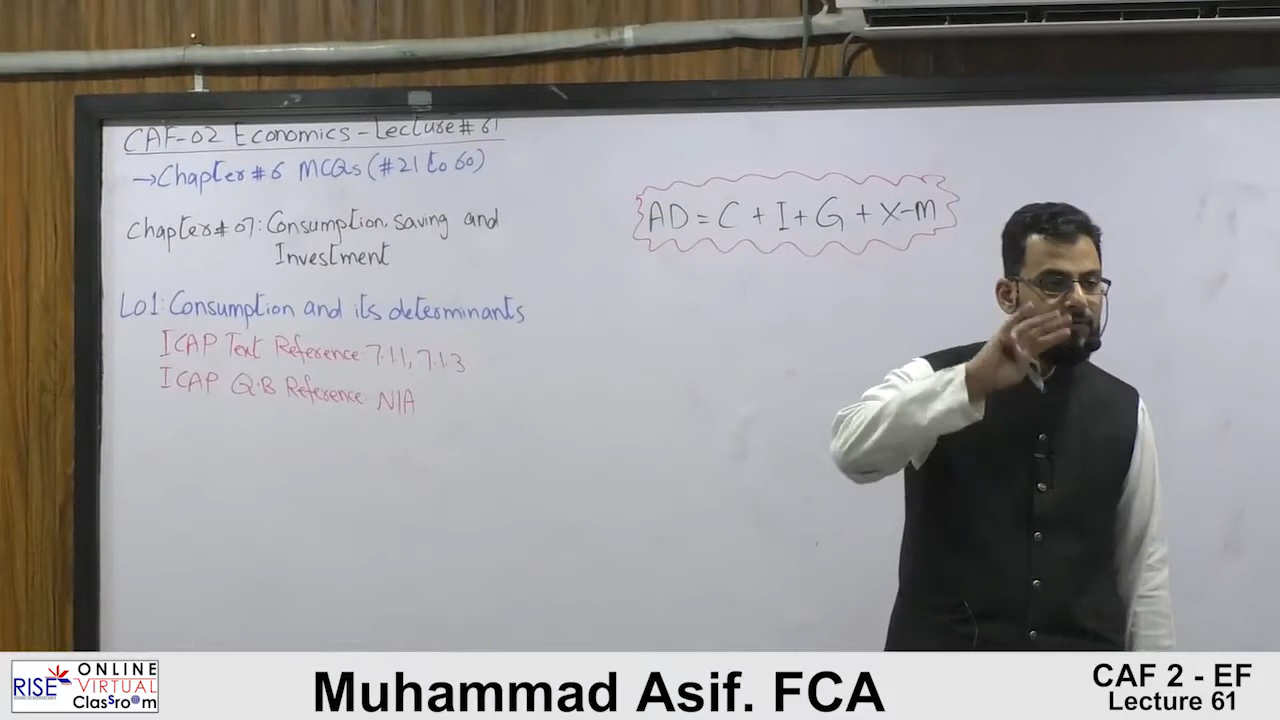 CAF-02 Economics - Lecture # 61
→ Chapter # 6 MCQs (# 21 to 60)
Chapter # 07: Consumption, Saving and
Investment
LO1: Consumption and its determinants
ICAP Text Reference: 7.1.1, 7.1.3
ICAP Q.B Reference: N/A
AD = C + I + G + X - M
RISE
ONLINE
VIRTUAL
ClasSroom
Muhammad Asif. FCA
CAF 2 - EF
Lecture 61